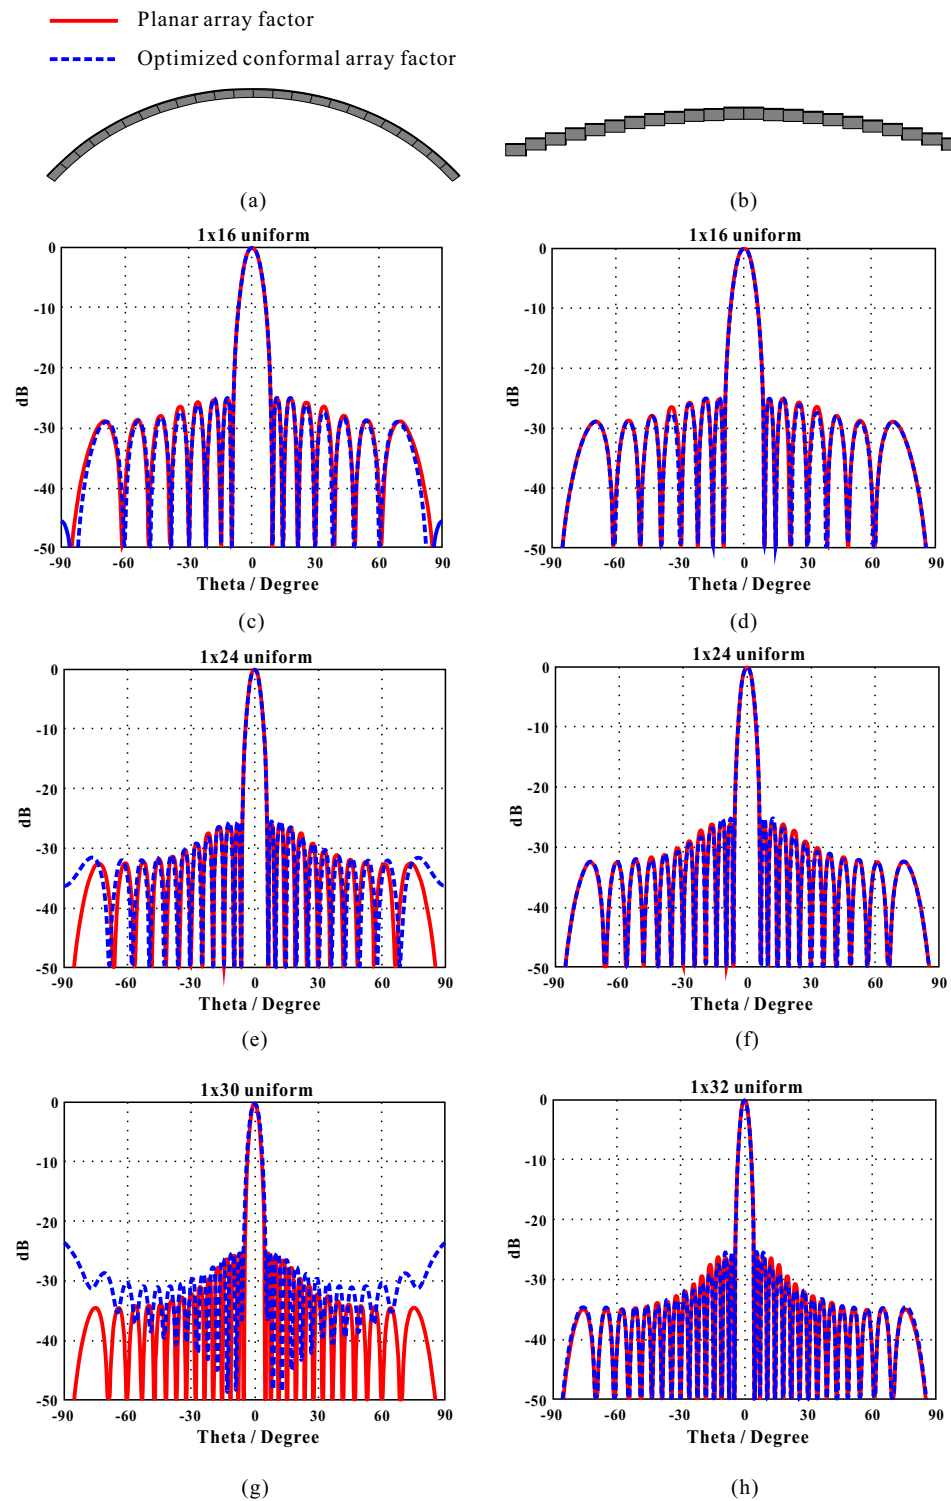 Planar array factor
Optimized conformal array factor
(a)
(b)
1x16 uniform
0
-10
-20
-30
-40
-50
dB
-90 -60 -30 0 30 60 90
Theta / Degree
(c)
1x16 uniform
0
-10
-20
-30
-40
-50
dB
-90 -60 -30 0 30 60 90
Theta / Degree
(d)
1x24 uniform
0
-10
-20
-30
-40
-50
dB
-90 -60 -30 0 30 60 90
Theta / Degree
(e)
1x24 uniform
0
-10
-20
-30
-40
-50
dB
-90 -60 -30 0 30 60 90
Theta / Degree
(f)
1x30 uniform
0
-10
-20
-30
-40
-50
dB
-90 -60 -30 0 30 60 90
Theta / Degree
(g)
1x32 uniform
0
-10
-20
-30
-40
-50
dB
-90 -60 -30 0 30 60 90
Theta / Degree
(h)